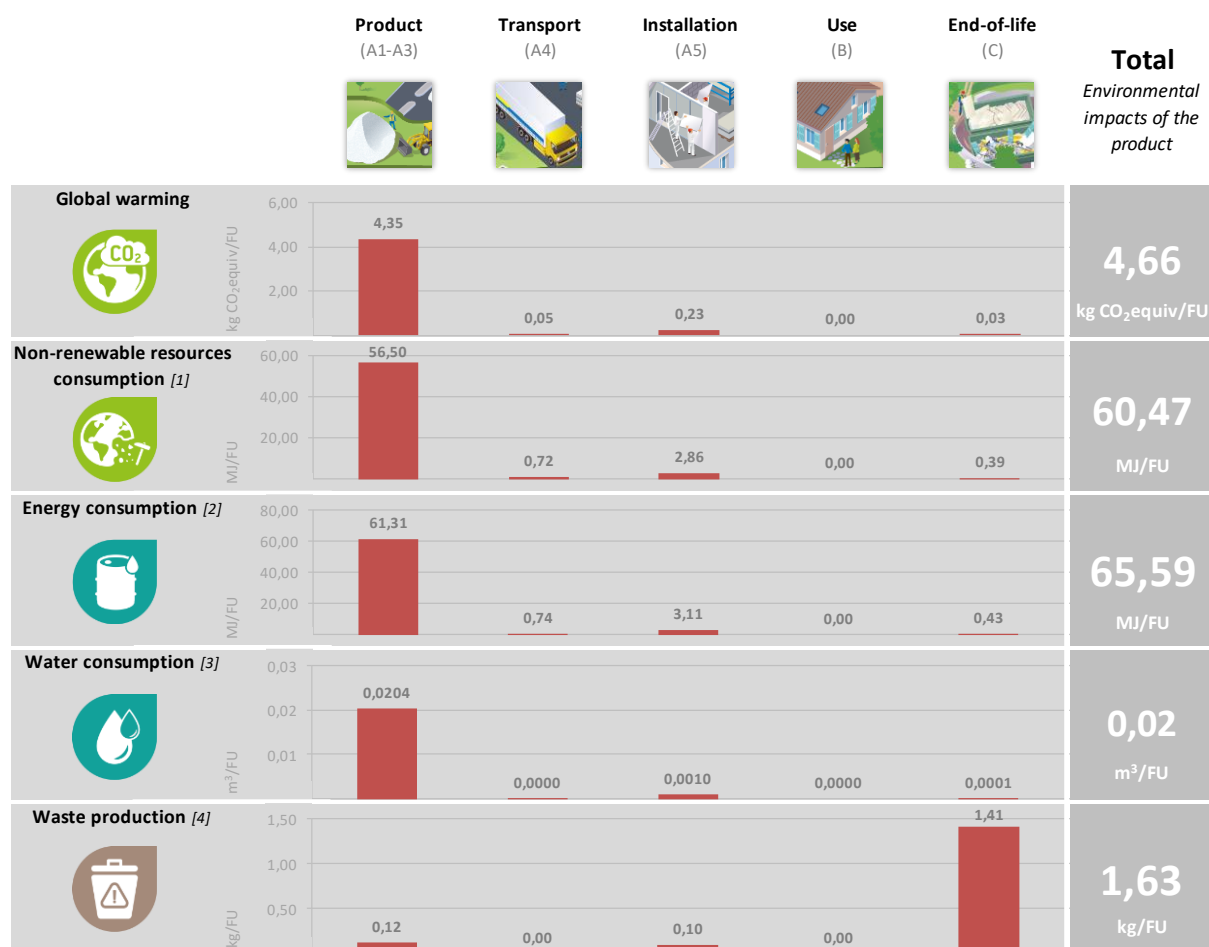 Product
(A1-A3)
Transport
(A4)
Installation
(A5)
Use
(B)
End-of-life
(C)
Total
Environmental
impacts of the
product
Global warming
CO2
kg CO2equiv/FU
6,00
4,00
2,00
4,35
0,05
0,23
0,00
0,03
4,66
kg CO2equiv/FU
Non-renewable resources
consumption [1]
MJ/FU
60,00
40,00
20,00
56,50
0,72
2,86
0,00
0,39
60,47
MJ/FU
Energy consumption [2]
MJ/FU
80,00
60,00
40,00
20,00
61,31
0,74
3,11
0,00
0,43
65,59
MJ/FU
Water consumption [3]
m³/FU
0,03
0,02
0,01
0,0204
0,0000
0,0010
0,0000
0,0001
0,02
m³/FU
Waste production [4]
kg/FU
1,50
1,00
0,50
0,12
0,00
0,10
0,00
1,41
1,63
kg/FU